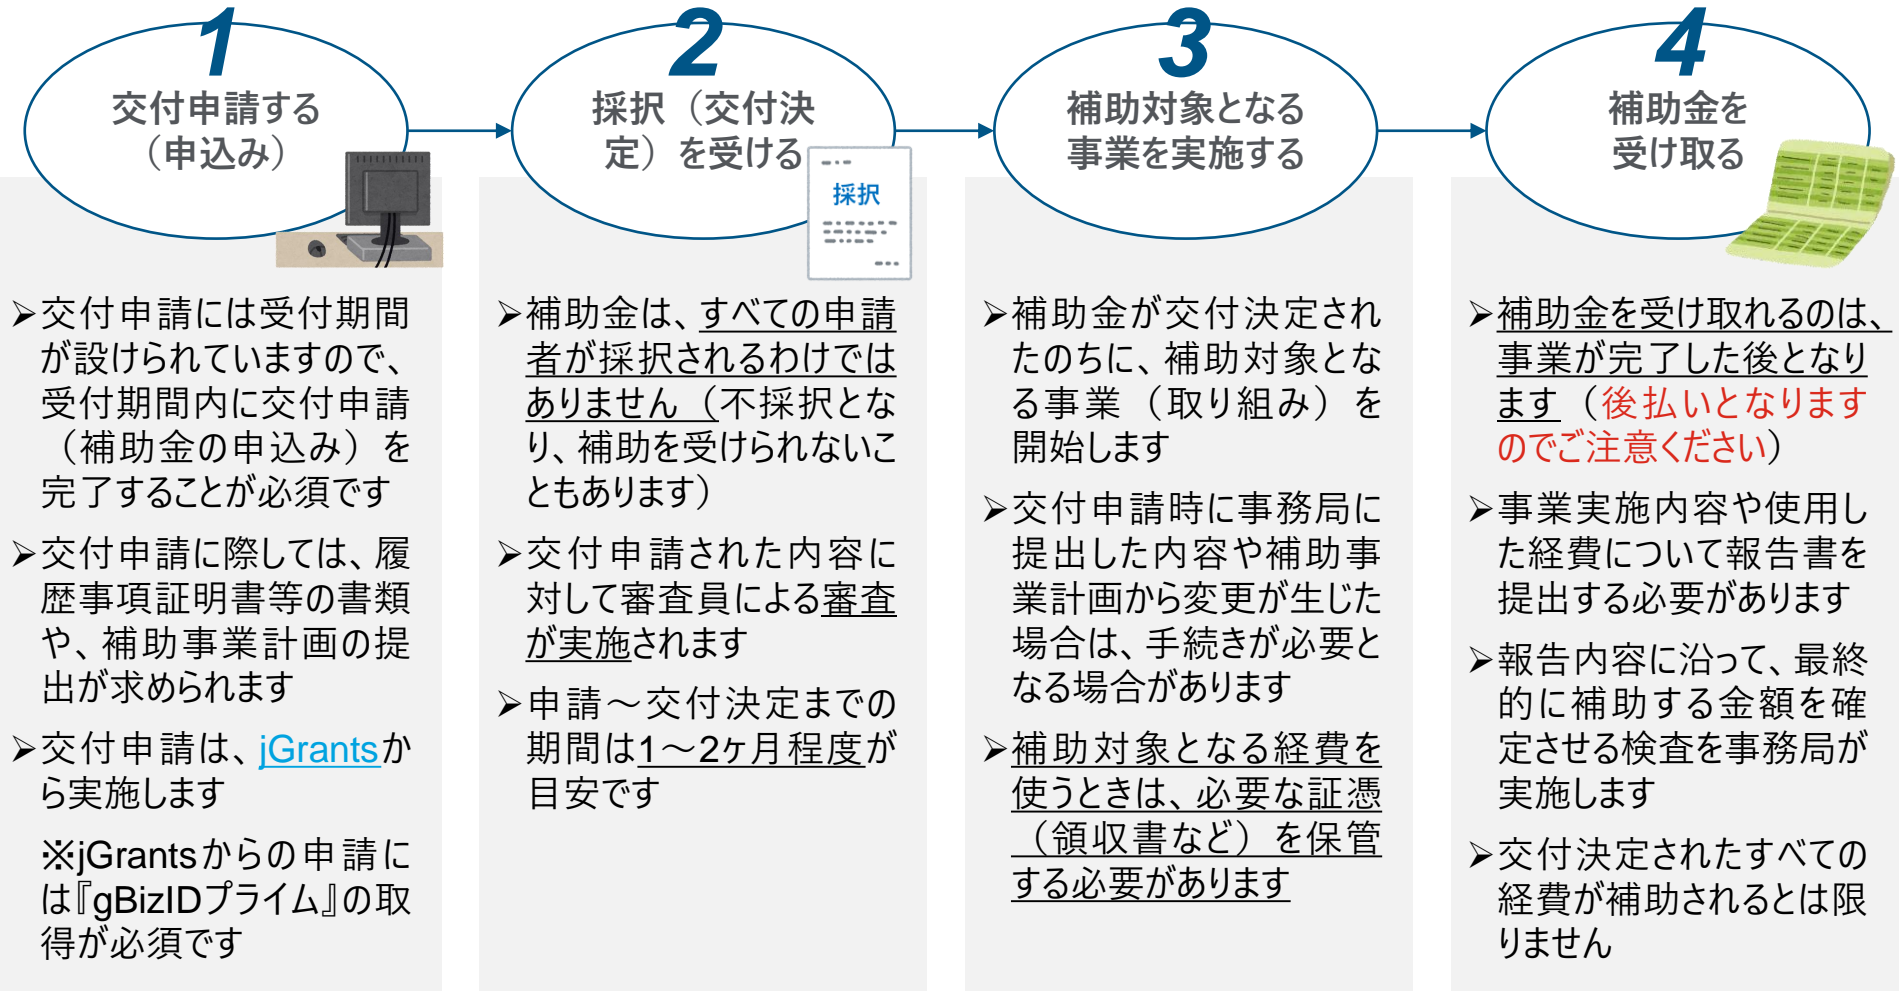 1
交付申請する
（申込み）
➢交付申請には受付期間
が設けられていますので、
受付期間内に交付申請
（補助金の申込み）を
完了することが必須です
➢交付申請に際しては、履
歴事項証明書等の書類
や、補助事業計画の提
出が求められます
➢交付申請は、jGrantsか
ら実施します
※jGrantsからの申請に
は『gBizIDプライム』の取
得が必須です
2
採択（交付決
定）を受ける
採択
➢補助金は、すべての申請
者が採択されるわけでは
ありません（不採択とな
り、補助を受けられないこ
ともあります）
➢交付申請された内容に
対して審査員による審査
が実施されます
➢申請～交付決定までの
期間は1～2ヶ月程度が
目安です
3
補助対象となる
事業を実施する
➢補助金が交付決定され
たのちに、補助対象とな
る事業（取り組み）を
開始します
➢交付申請時に事務局に
提出した内容や補助事
業計画から変更が生じた
場合は、手続きが必要と
なる場合があります
➢補助対象となる経費を
使うときは、必要な証憑
（領収書など）を保管
する必要があります
4
補助金を
受け取る
➢補助金を受け取れるのは、
事業が完了した後となり
ます（後払いとなります
のでご注意ください）
➢事業実施内容や使用し
た経費について報告書を
提出する必要があります
➢報告内容に沿って、最終
的に補助する金額を確
定させる検査を事務局が
実施します
➢交付決定されたすべての
経費が補助されるとは限
りません